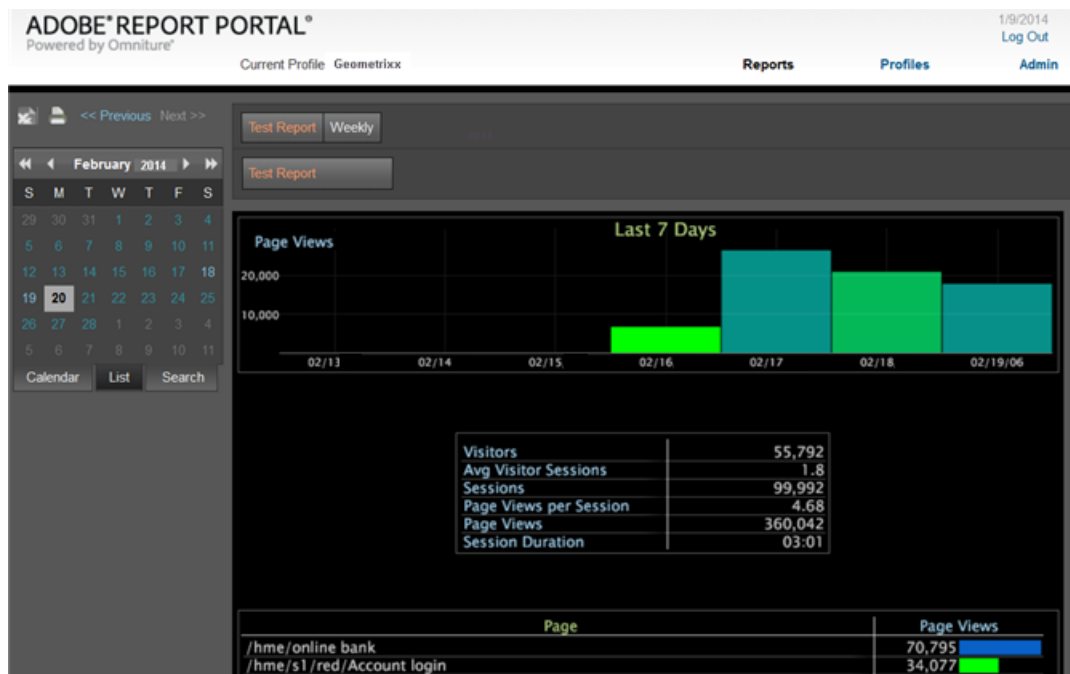 ADOBE® REPORT PORTAL®
Powered by Omniture®
1/9/2014
Log Out
Current Profile Geometrixx
Reports
Profiles
Admin
<< Previous Next >>
Test Report Weekly
Test Report
February 2014
S M T W T F S
29 30 31 1 2 3 4
5 6 7 8 9 10 11
12 13 14 15 16 17 18
19 20 21 22 23 24 25
26 27 28 1 2 3 4
5 6 7 8 9 10 11
Calendar List Search
Last 7 Days
Page Views
20,000
10,000
02/13 02/14 02/15 02/16 02/17 02/18 02/19/06
Visitors 55,792
Avg Visitor Sessions 1.8
Sessions 99,992
Page Views per Session 4.68
Page Views 360,042
Session Duration 03:01
Page Page Views
/hme/online bank 70,795
/hme/s1/red/Account login 34,077